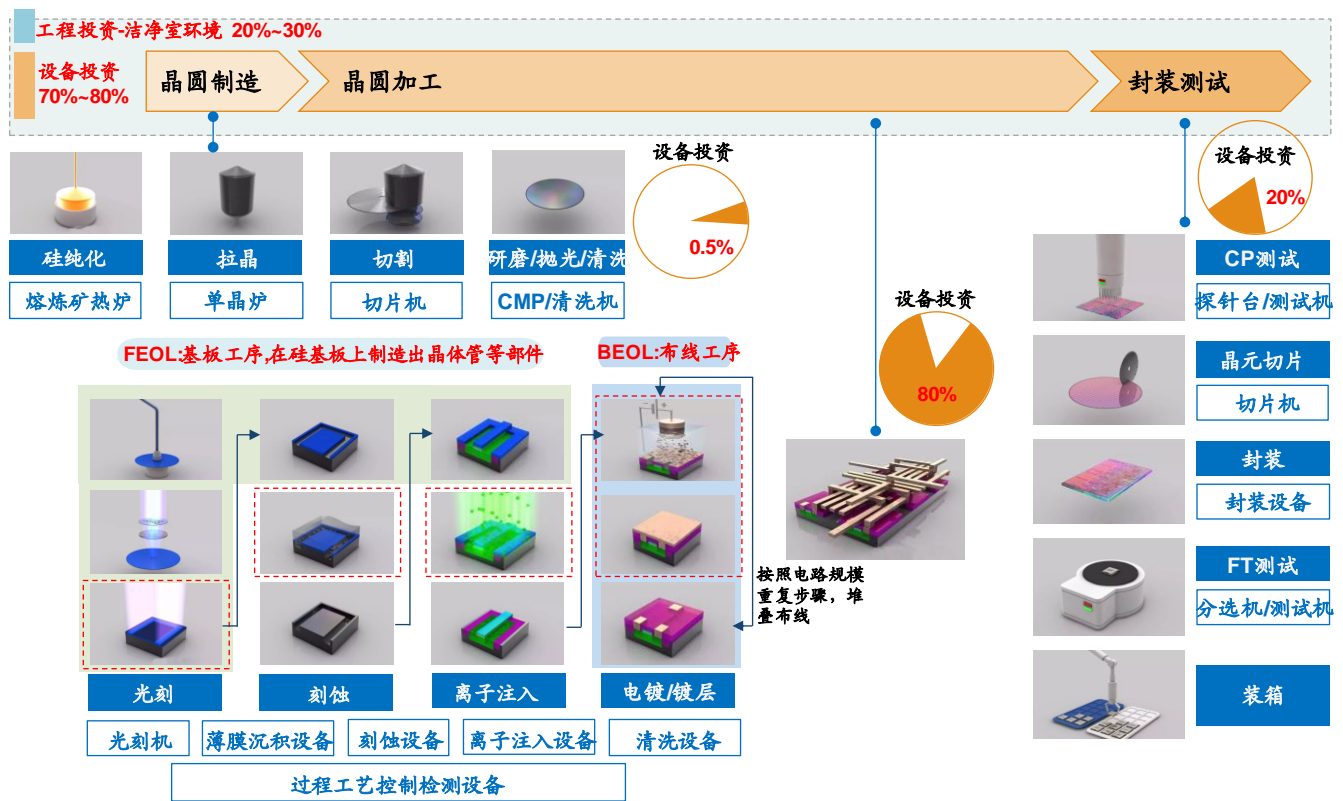 工程投资-洁净室环境 20%~30%
设备投资
70%~80%
晶圆制造
晶圆加工
封装测试
设备投资
0.5%
设备投资
20%
硅纯化
拉晶
切割
研磨/抛光/清洗
熔炼矿热炉
单晶炉
切片机
CMP/清洗机
设备投资
80%
FEOL:基板工序,在硅基板上制造出晶体管等部件
BEOL:布线工序
按照电路规模
重复步骤，堆
叠布线
光刻
刻蚀
离子注入
电镀/镀层
光刻机
薄膜沉积设备
刻蚀设备
离子注入设备
清洗设备
过程工艺控制检测设备
CP测试
探针台/测试机
晶元切片
切片机
封装
封装设备
FT测试
分选机/测试机
装箱